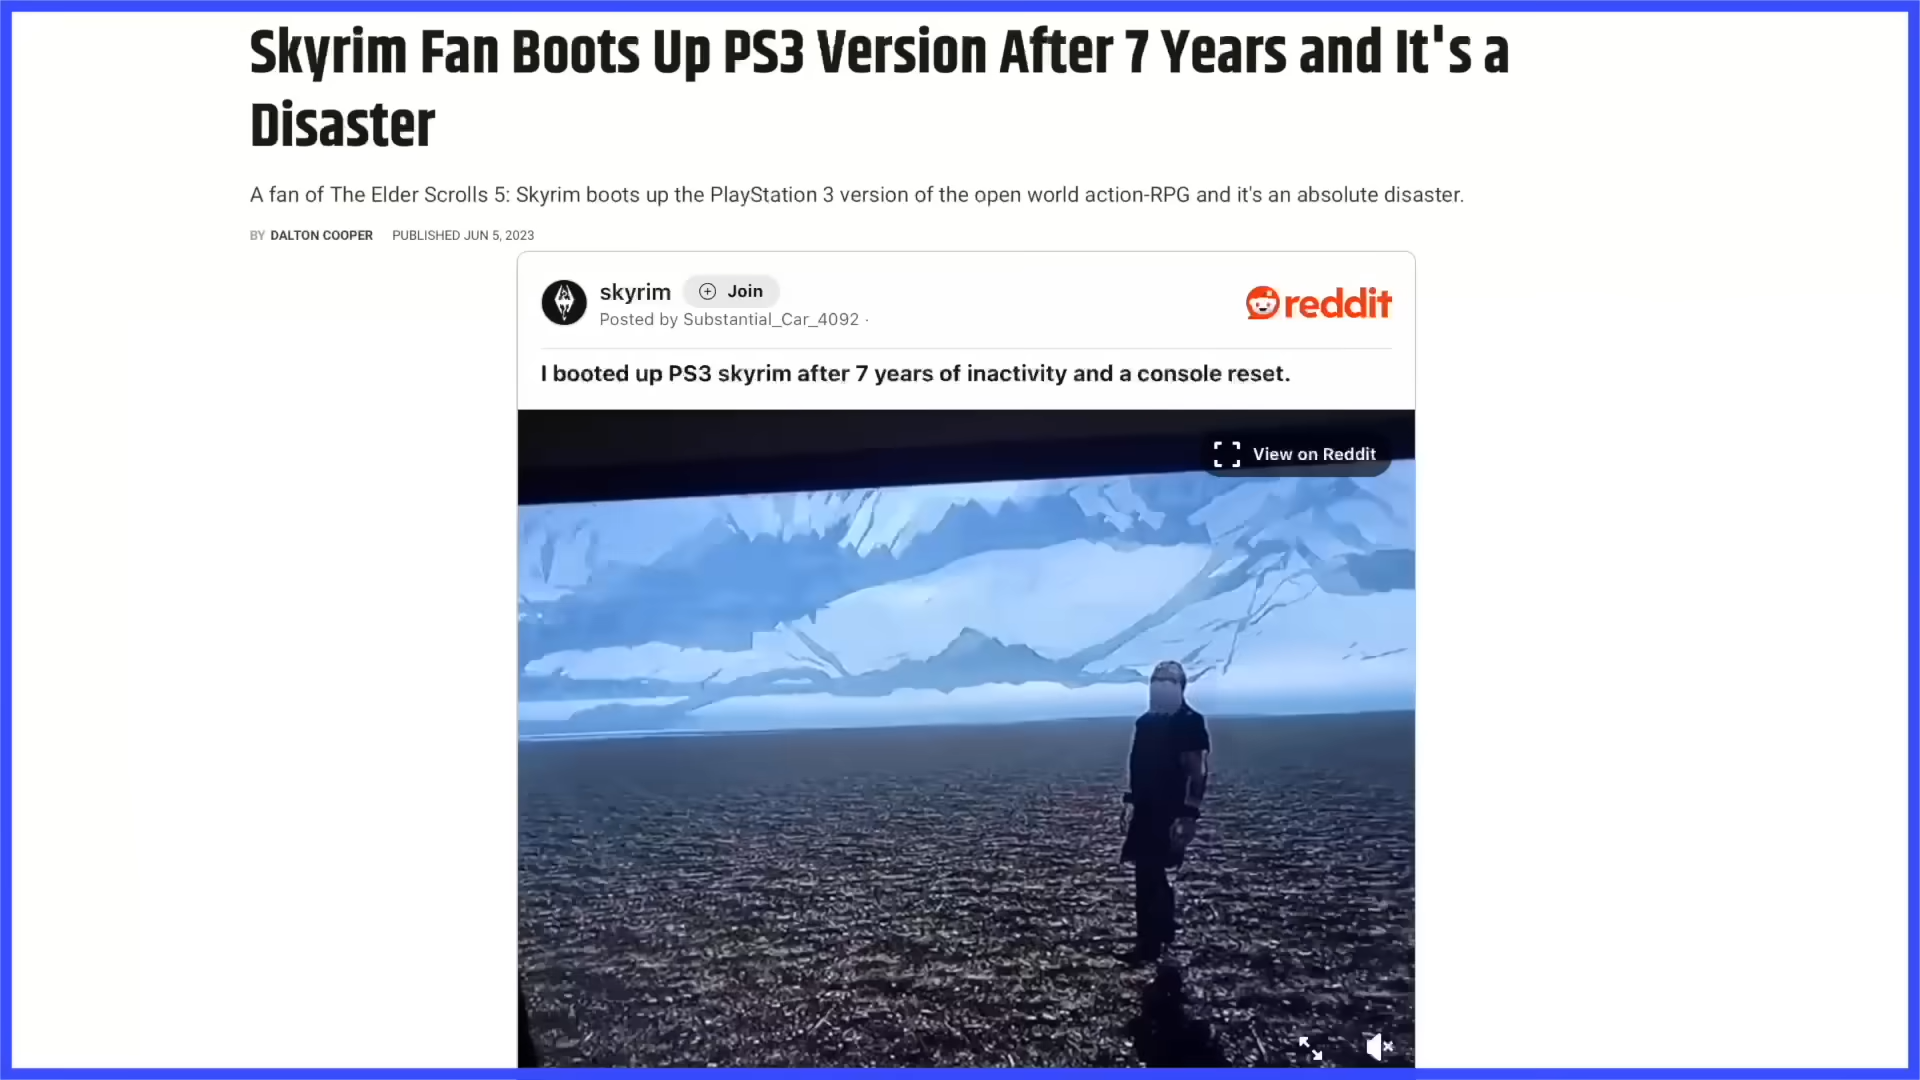 Skyrim Fan Boots Up PS3 Version After 7 Years and It's a
Disaster
A fan of The Elder Scrolls 5: Skyrim boots up the PlayStation 3 version of the open world action-RPG and it's an absolute disaster.
BY DALTON COOPER PUBLISHED JUN 5, 2023
skyrim Join
reddit
Posted by Substantial_Car_4092 ·
I booted up PS3 skyrim after 7 years of inactivity and a console reset.
View on Reddit